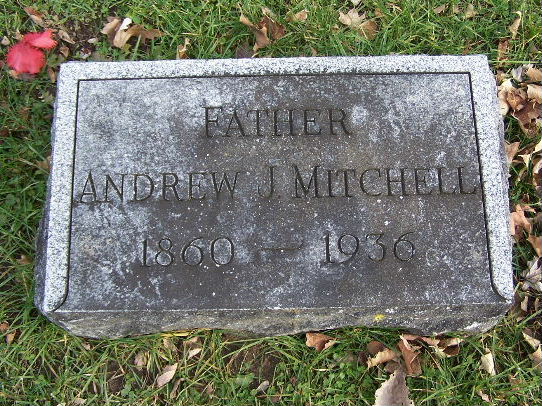 FATHER
ANDREW J. MITCHELL
1860 — 1936